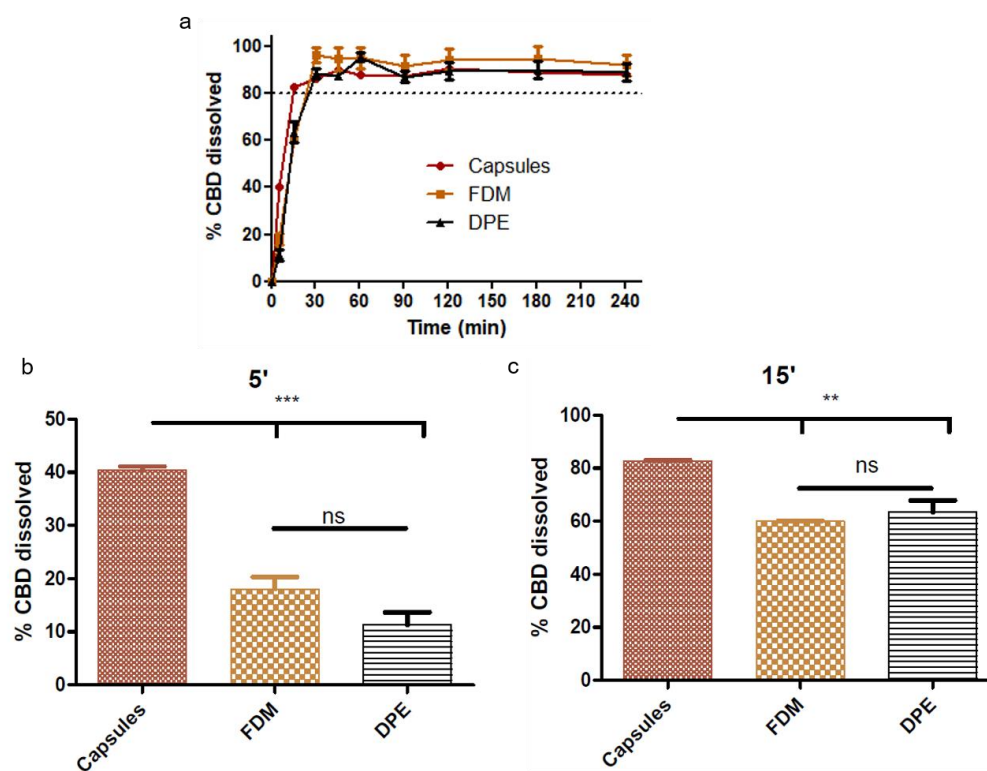 a
100
80
60
40
20
0
% CBD dissolved
Capsules
FDM
DPE
0 30 60 90 120 150 180 210 240
Time (min)
b
5'
***
50
40
30
20
10
0
% CBD dissolved
ns
Capsules
FDM
DPE
c
15'
**
100
80
60
40
20
0
% CBD dissolved
ns
Capsules
FDM
DPE